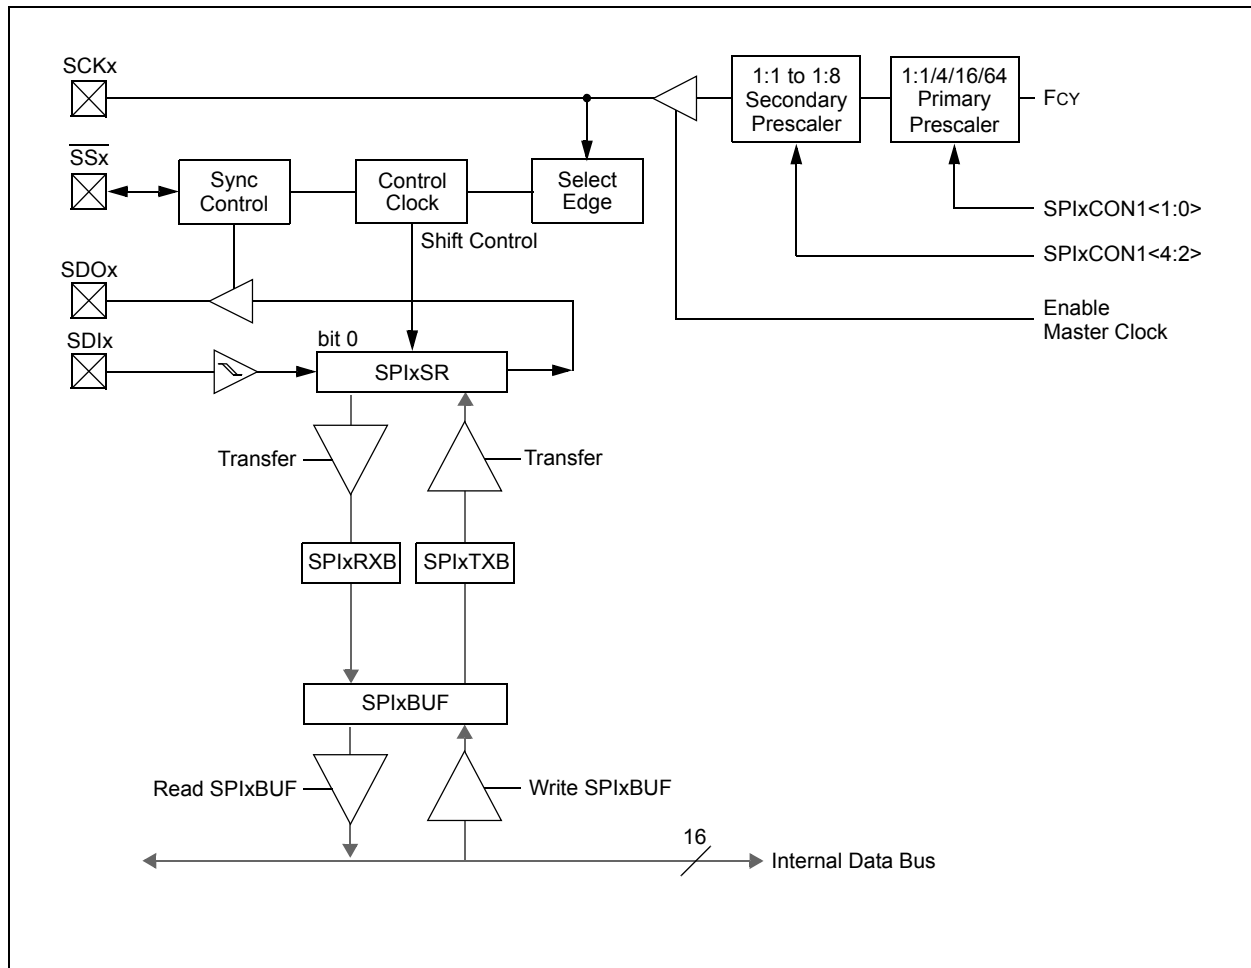 SCKx
1:1 to 1:8
Secondary
Prescaler
1:1/4/16/64
Primary
Prescaler
FCY
SSx
Sync
Control
Control
Clock
Select
Edge
SPIxCON1<1:0>
Shift Control
SPIxCON1<4:2>
SDOx
Enable
Master Clock
SDIx
bit 0
SPIxSR
Transfer
Transfer
SPIxRXB
SPIxTXB
SPIxBUF
Read SPIxBUF
Write SPIxBUF
16
Internal Data Bus